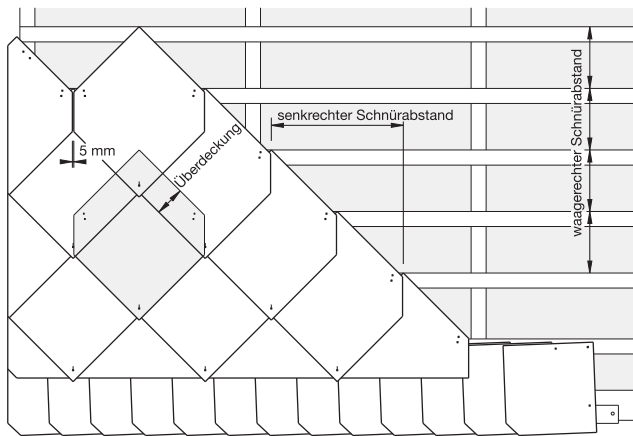 senkrechter Schnürabstand
waagerechter Schnürabstand
5 mm
Überdeckung